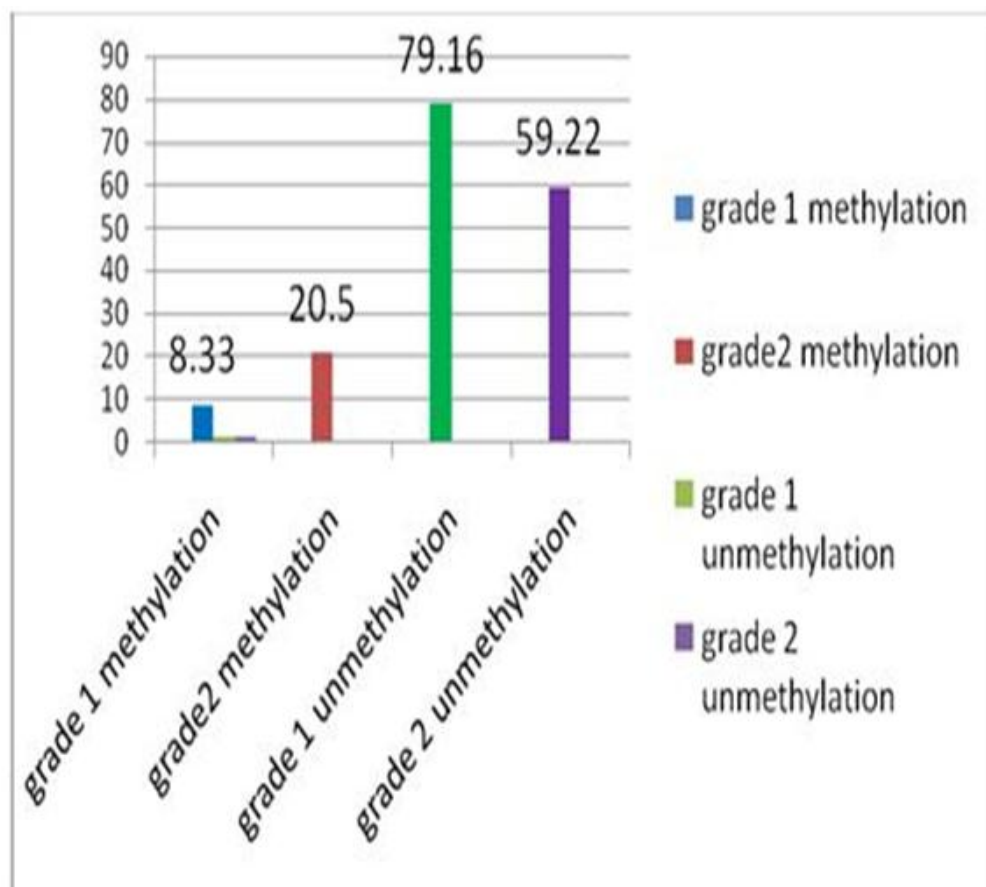 90
80
70
60
50
40
30
20
10
0
8.33
20.5
79.16
59.22
grade 1 methylation
grade2 methylation
grade 1 unmethylation
grade 2 unmethylation
grade 1 methylation
grade2 methylation
grade 1
unmethylation
grade 2
unmethylation